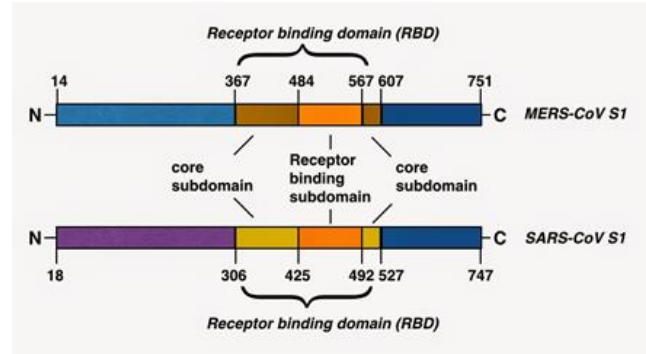 Receptor binding domain (RBD)
14 367 484 567 607 751
N C MERS-CoV S1
core
subdomain
Receptor
binding
subdomain
core
subdomain
N C SARS-CoV S1
18 306 425 492 527 747
Receptor binding domain (RBD)